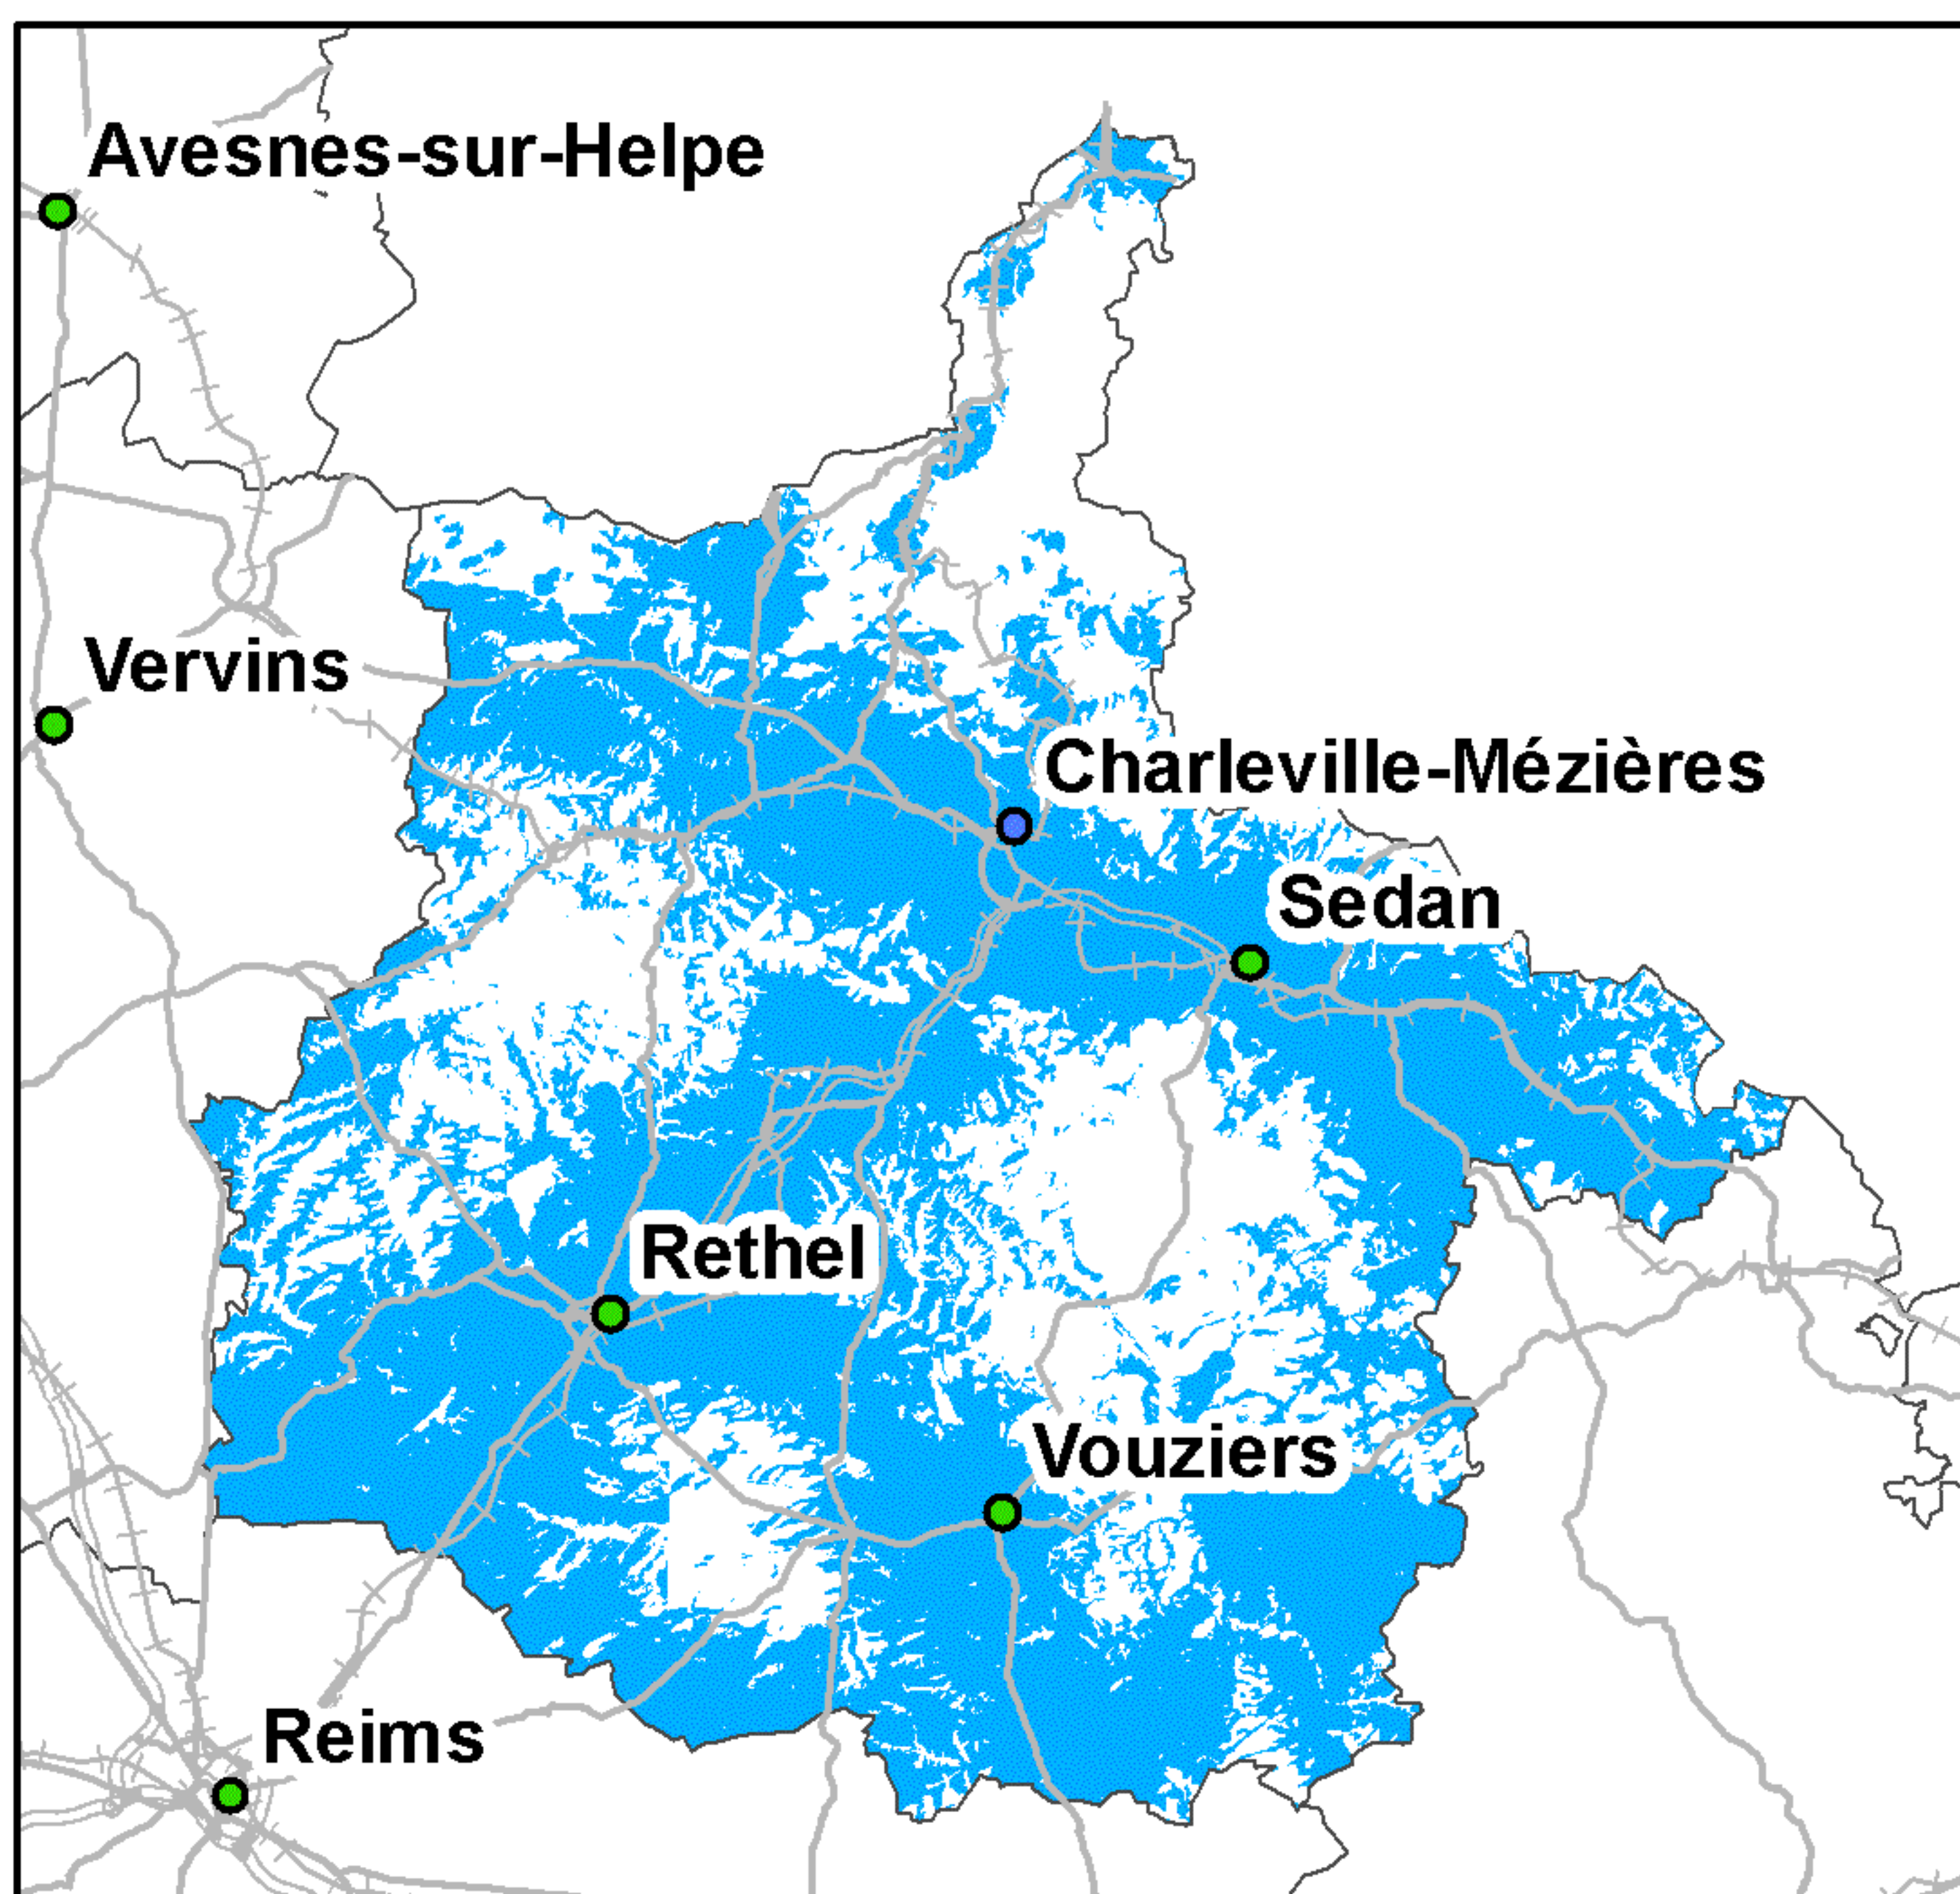 Avesnes-sur-Helpe
Vervins
Charleville-Mézières
Sedan
Rethel
Vouziers
Reims